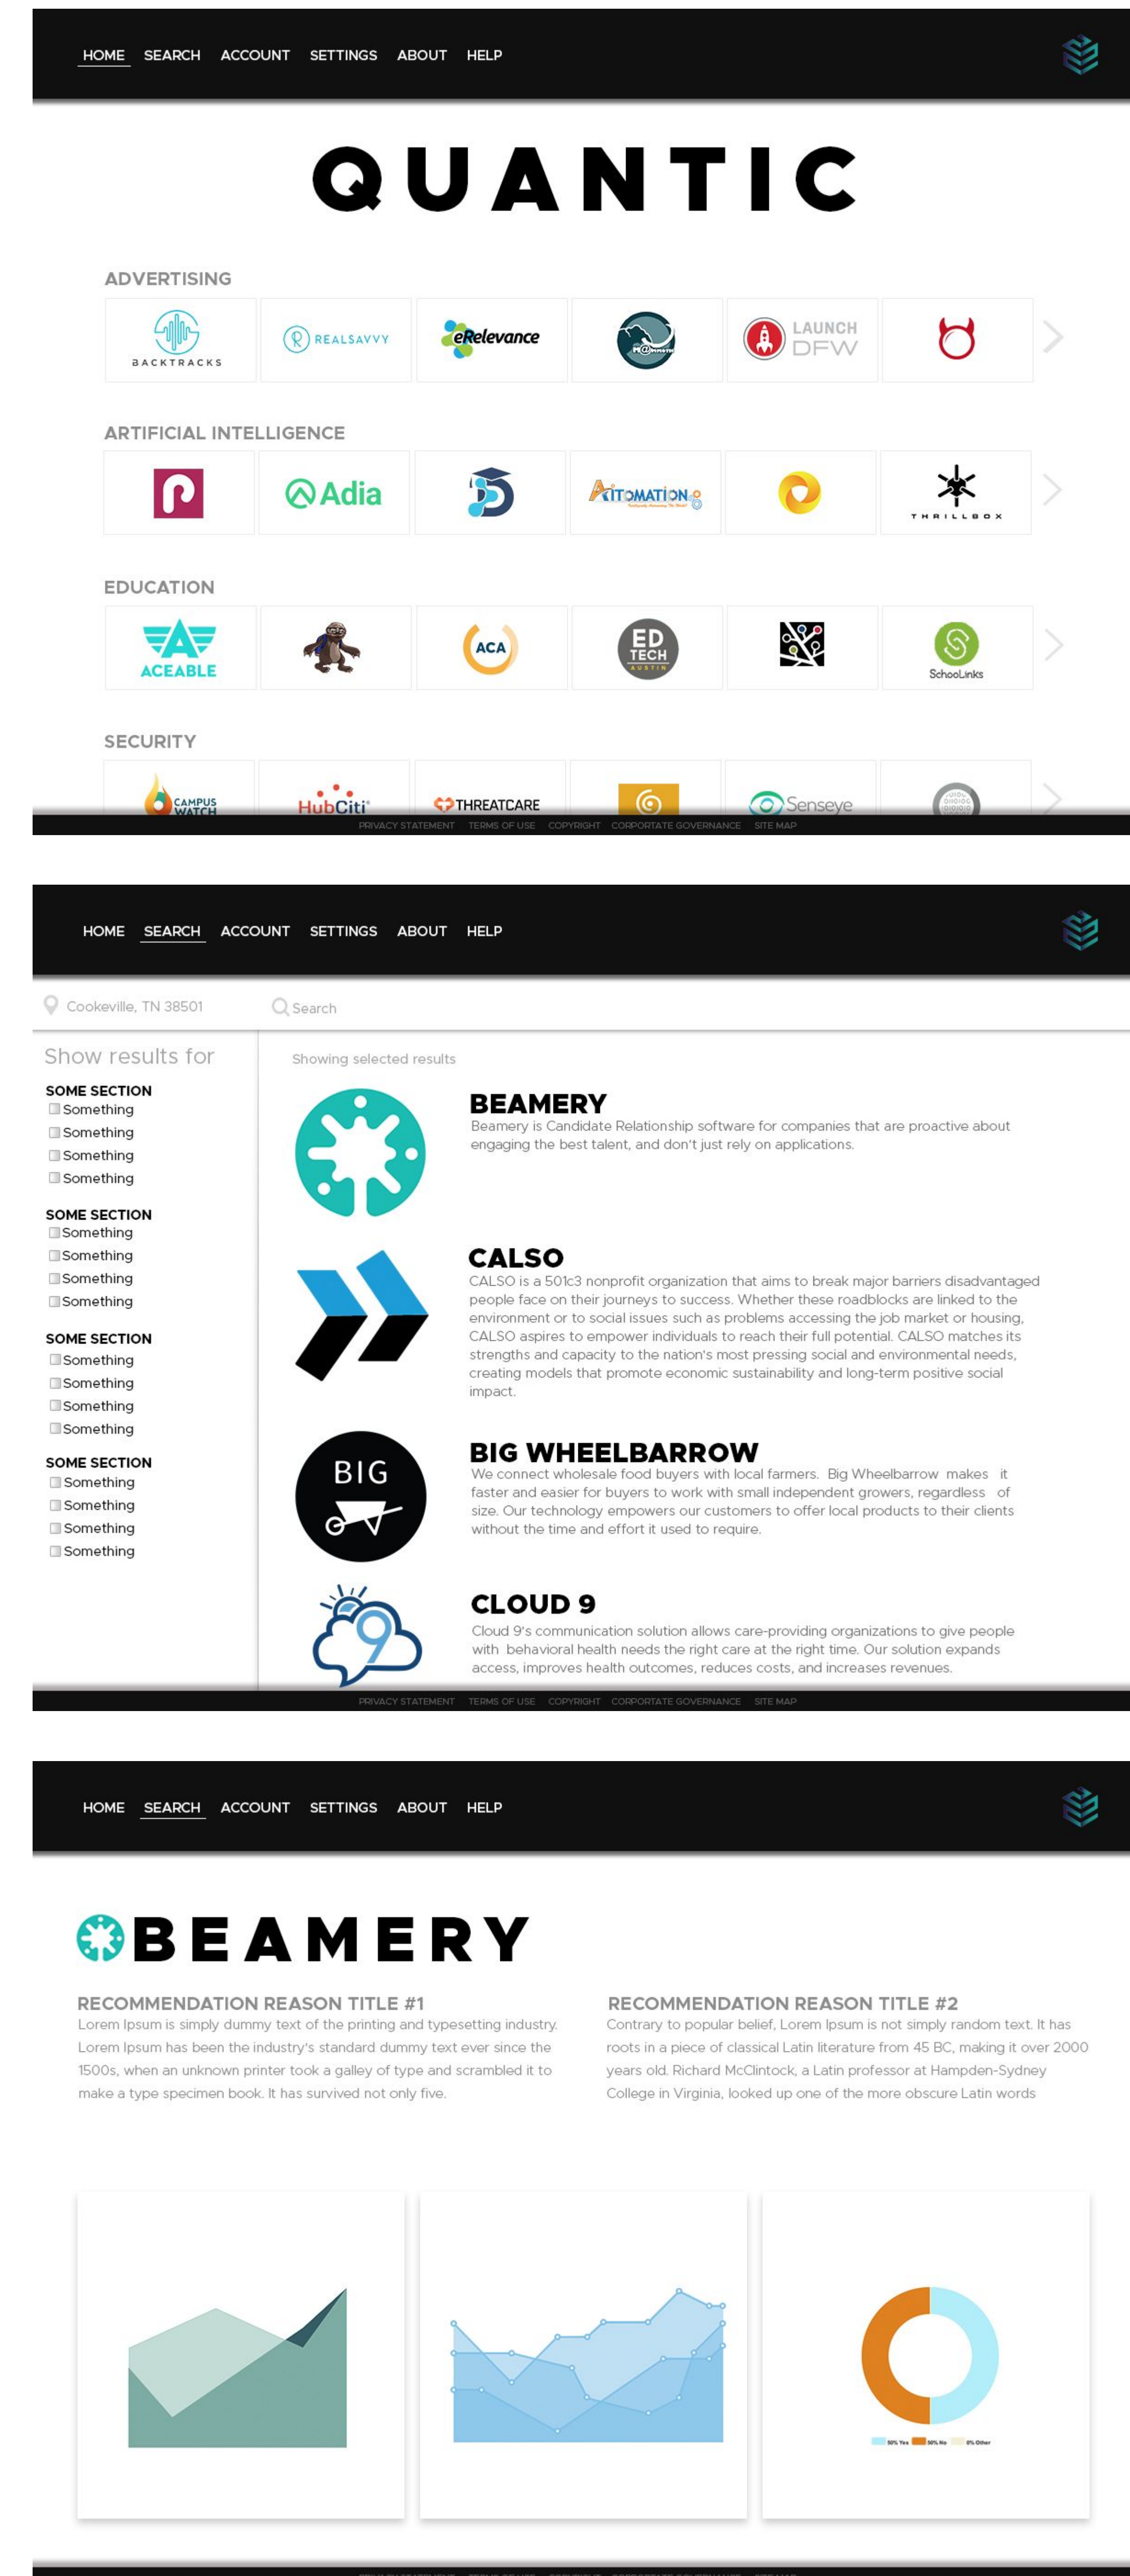 HOME SEARCH ACCOUNT SETTINGS ABOUT HELP
QUANTIC
ADVERTISING
BACKTRACKS
R REALSAVVY
eRelevance
LAUNCH
DFW
ARTIFICIAL INTELLIGENCE
Adia
AITOMATION
THRILLBOX
EDUCATION
ACEABLE
ACA
ED
TECH
AUSTIN
SchooLinks
SECURITY
CAMPUS
WATCH
HubCiti
THREATCARE
Senseye
PRIVACY STATEMENT TERMS OF USE COPYRIGHT CORPORTATE GOVERNANCE SITE MAP
HOME SEARCH ACCOUNT SETTINGS ABOUT HELP
Cookeville, TN 38501
Search
Show results for
SOME SECTION
Something
Something
Something
Something
SOME SECTION
Something
Something
Something
Something
SOME SECTION
Something
Something
Something
Something
SOME SECTION
Something
Something
Something
Something
Showing selected results
BEAMERY
Beamery is Candidate Relationship software for companies that are proactive about
engaging the best talent, and don't just rely on applications.
CALSO
CALSO is a 501c3 nonprofit organization that aims to break major barriers disadvantaged
people face on their journeys to success. Whether these roadblocks are linked to the
environment or to social issues such as problems accessing the job market or housing,
CALSO aspires to empower individuals to reach their full potential. CALSO matches its
strengths and capacity to the nation's most pressing social and environmental needs,
creating models that promote economic sustainability and long-term positive social
impact.
BIG
BIG WHEELBARROW
We connect wholesale food buyers with local farmers. Big Wheelbarrow makes it
faster and easier for buyers to work with small independent growers, regardless of
size. Our technology empowers our customers to offer local products to their clients
without the time and effort it used to require.
9
CLOUD 9
Cloud 9's communication solution allows care-providing organizations to give people
with behavioral health needs the right care at the right time. Our solution expands
access, improves health outcomes, reduces costs, and increases revenues.
PRIVACY STATEMENT TERMS OF USE COPYRIGHT CORPORTATE GOVERNANCE SITE MAP
HOME SEARCH ACCOUNT SETTINGS ABOUT HELP
BEAMERY
RECOMMENDATION REASON TITLE #1
Lorem Ipsum is simply dummy text of the printing and typesetting industry.
Lorem Ipsum has been the industry's standard dummy text ever since the
1500s, when an unknown printer took a galley of type and scrambled it to
make a type specimen book. It has survived not only five.
RECOMMENDATION REASON TITLE #2
Contrary to popular belief, Lorem Ipsum is not simply random text. It has
roots in a piece of classical Latin literature from 45 BC, making it over 2000
years old. Richard McClintock, a Latin professor at Hampden-Sydney
College in Virginia, looked up one of the more obscure Latin words
50% Yes 50% No 0% Other